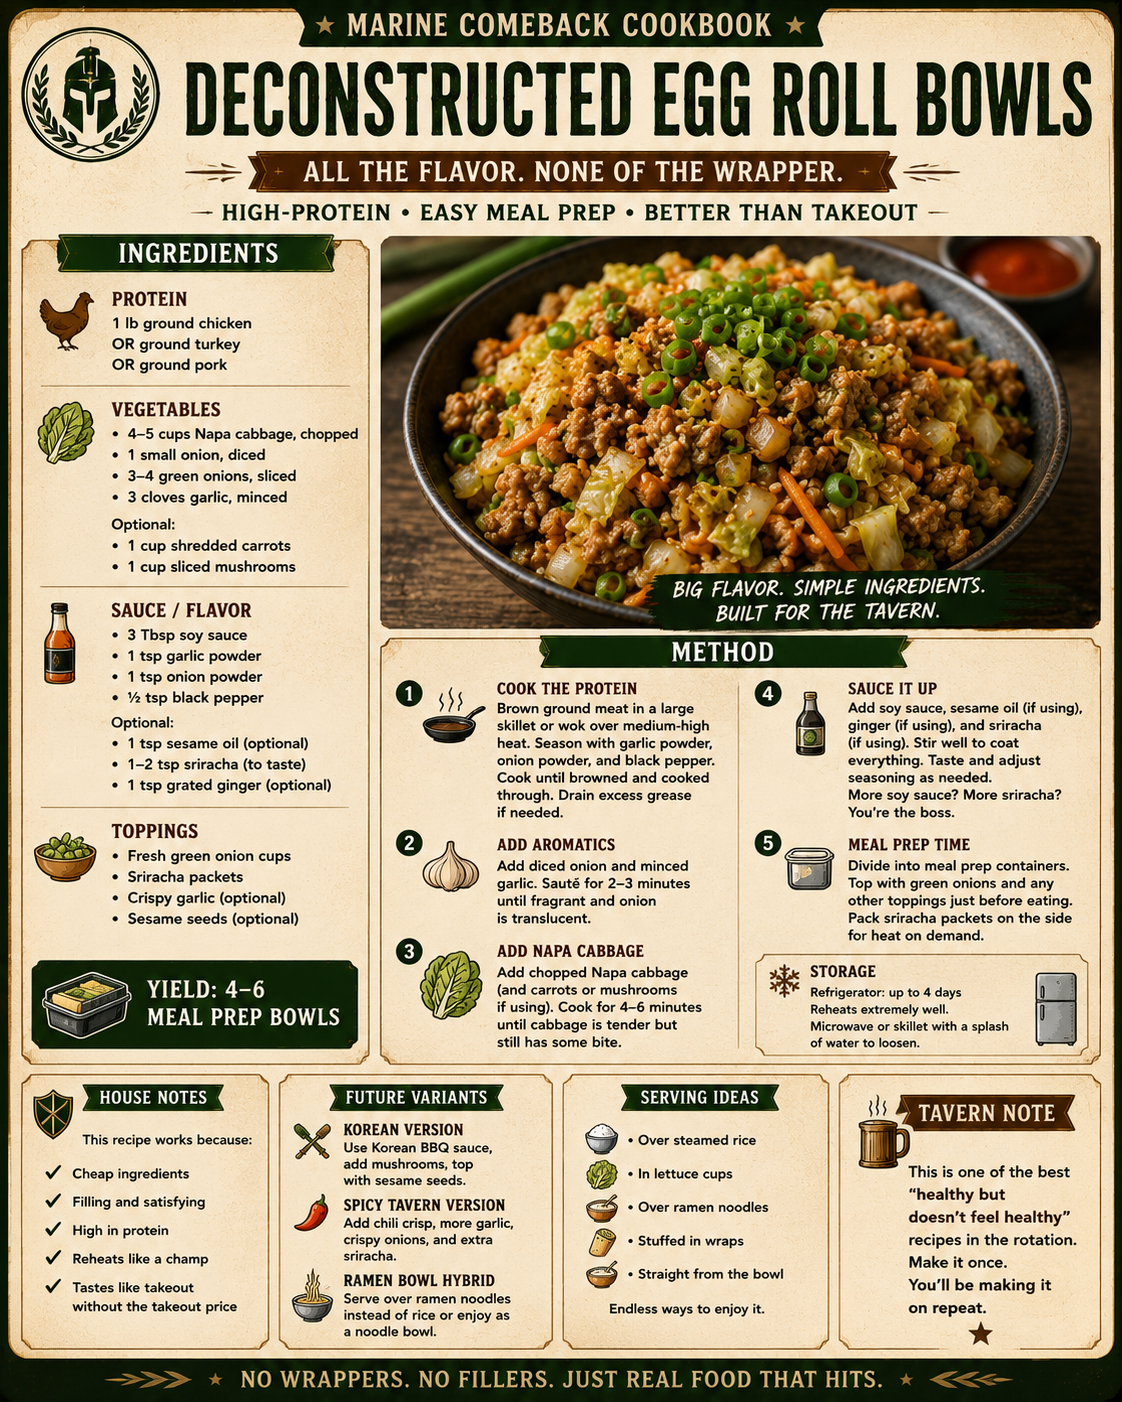 MARINE COMEBACK COOKBOOK
DECONSTRUCTED EGG ROLL BOWLS
ALL THE FLAVOR. NONE OF THE WRAPPER.
HIGH-PROTEIN • EASY MEAL PREP • BETTER THAN TAKEOUT
INGREDIENTS
PROTEIN
1 lb ground chicken
OR ground turkey
OR ground pork
VEGETABLES
• 4–5 cups Napa cabbage, chopped
• 1 small onion, diced
• 3–4 green onions, sliced
• 3 cloves garlic, minced
Optional:
• 1 cup shredded carrots
• 1 cup sliced mushrooms
SAUCE / FLAVOR
• 3 Tbsp soy sauce
• 1 tsp garlic powder
• 1 tsp onion powder
• ½ tsp black pepper
Optional:
• 1 tsp sesame oil (optional)
• 1–2 tsp sriracha (to taste)
• 1 tsp grated ginger (optional)
TOPPINGS
• Fresh green onion cups
• Sriracha packets
• Crispy garlic (optional)
• Sesame seeds (optional)
YIELD: 4–6
MEAL PREP BOWLS
BIG FLAVOR. SIMPLE INGREDIENTS.
BUILT FOR THE TAVERN.
METHOD
1
COOK THE PROTEIN
Brown ground meat in a large
skillet or wok over medium-high
heat. Season with garlic powder,
onion powder, and black pepper.
Cook until browned and cooked
through. Drain excess grease
if needed.
2
ADD AROMATICS
Add diced onion and minced
garlic. Sauté for 2–3 minutes
until fragrant and onion
is translucent.
3
ADD NAPA CABBAGE
Add chopped Napa cabbage
(and carrots or mushrooms
if using). Cook for 4–6 minutes
until cabbage is tender but
still has some bite.
4
SAUCE IT UP
Add soy sauce, sesame oil (if using),
ginger (if using), and sriracha
(if using). Stir well to coat
everything. Taste and adjust
seasoning as needed.
More soy sauce? More sriracha?
You're the boss.
5
MEAL PREP TIME
Divide into meal prep containers.
Top with green onions and any
other toppings just before eating.
Pack sriracha packets on the side
for heat on demand.
STORAGE
Refrigerator: up to 4 days
Reheats extremely well.
Microwave or skillet with a splash
of water to loosen.
HOUSE NOTES
This recipe works because:
✓ Cheap ingredients
✓ Filling and satisfying
✓ High in protein
✓ Reheats like a champ
✓ Tastes like takeout
without the takeout price
FUTURE VARIANTS
KOREAN VERSION
Use Korean BBQ sauce,
add mushrooms, top
with sesame seeds.
SPICY TAVERN VERSION
Add chili crisp, more garlic,
crispy onions, and extra
sriracha.
RAMEN BOWL HYBRID
Serve over ramen noodles
instead of rice or enjoy as
a noodle bowl.
SERVING IDEAS
• Over steamed rice
• In lettuce cups
• Over ramen noodles
• Stuffed in wraps
• Straight from the bowl
Endless ways to enjoy it.
TAVERN NOTE
This is one of the best
“healthy but
doesn't feel healthy”
recipes in the rotation.
Make it once.
You'll be making it
on repeat.
NO WRAPPERS. NO FILLERS. JUST REAL FOOD THAT HITS.